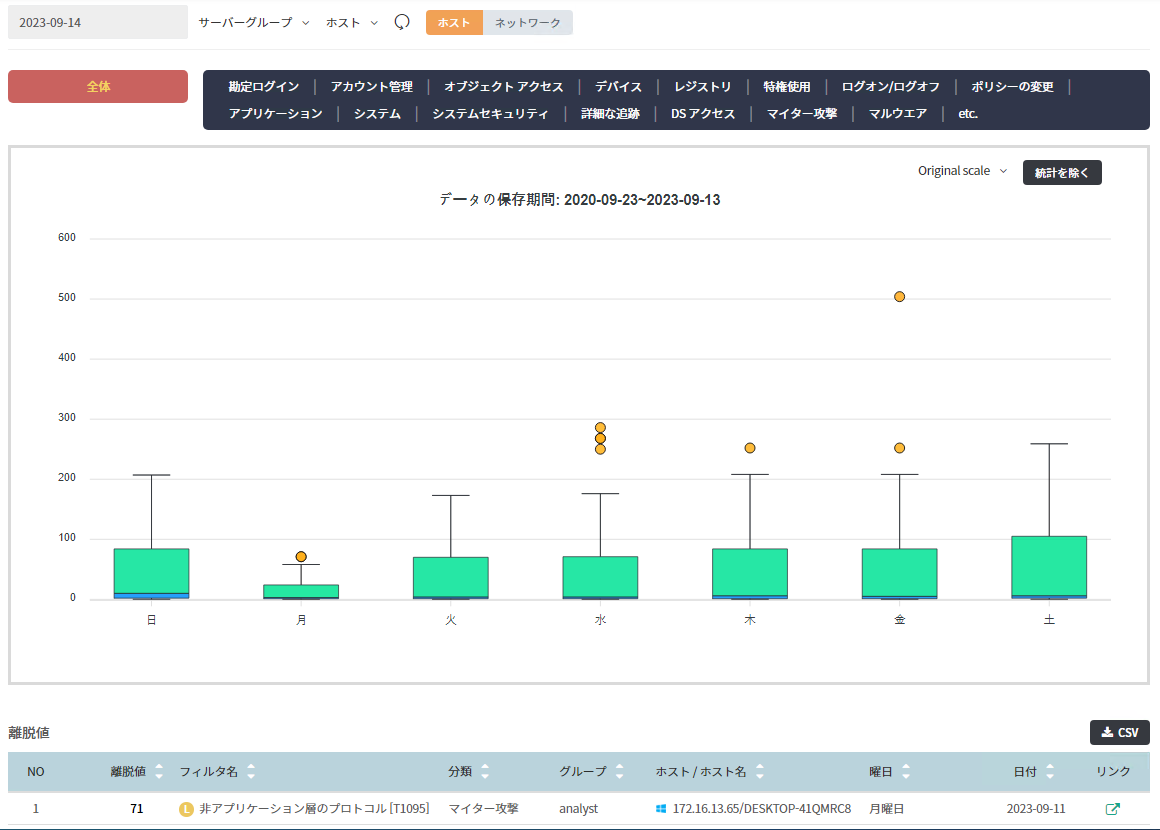 2023-09-14 サーバーグループ ホスト ホスト ネットワーク
全体
勘定ログイン | アカウント管理 | オブジェクト アクセス | デバイス | レジストリ | 特権使用 | ログオン/ログオフ | ポリシーの変更 |
アプリケーション | システム | システムセキュリティ | 詳細な追跡 | DS アクセス | マイター攻撃 | マルウエア | etc.
Original scale 統計を除く
データの保存期間: 2020-09-23~2023-09-13
600
500
400
300
200
100
0
日 月 火 水 木 金 土
離脱値 CSV
NO 離脱値 フィルタ名 分類 グループ ホスト / ホスト名 曜日 日付 リンク
1 71 L 非アプリケーション層のプロトコル [T1095] マイター攻撃 analyst 172.16.13.65/DESKTOP-41QMRC8 月曜日 2023-09-11